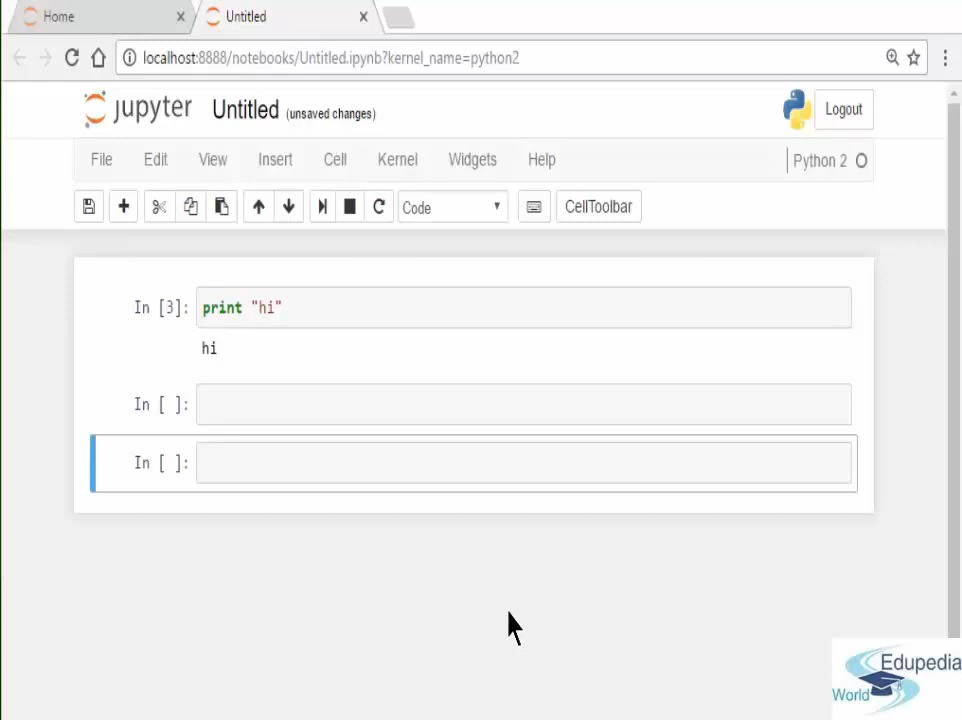 Home
Untitled
localhost:8888/notebooks/Untitled.ipynb?kernel_name=python2
jupyter Untitled (unsaved changes)
Logout
File Edit View Insert Cell Kernel Widgets Help Python 2
Code CellToolbar
In [3]: print "hi"
hi
In [ ]:
In [ ]:
Edupedia
World